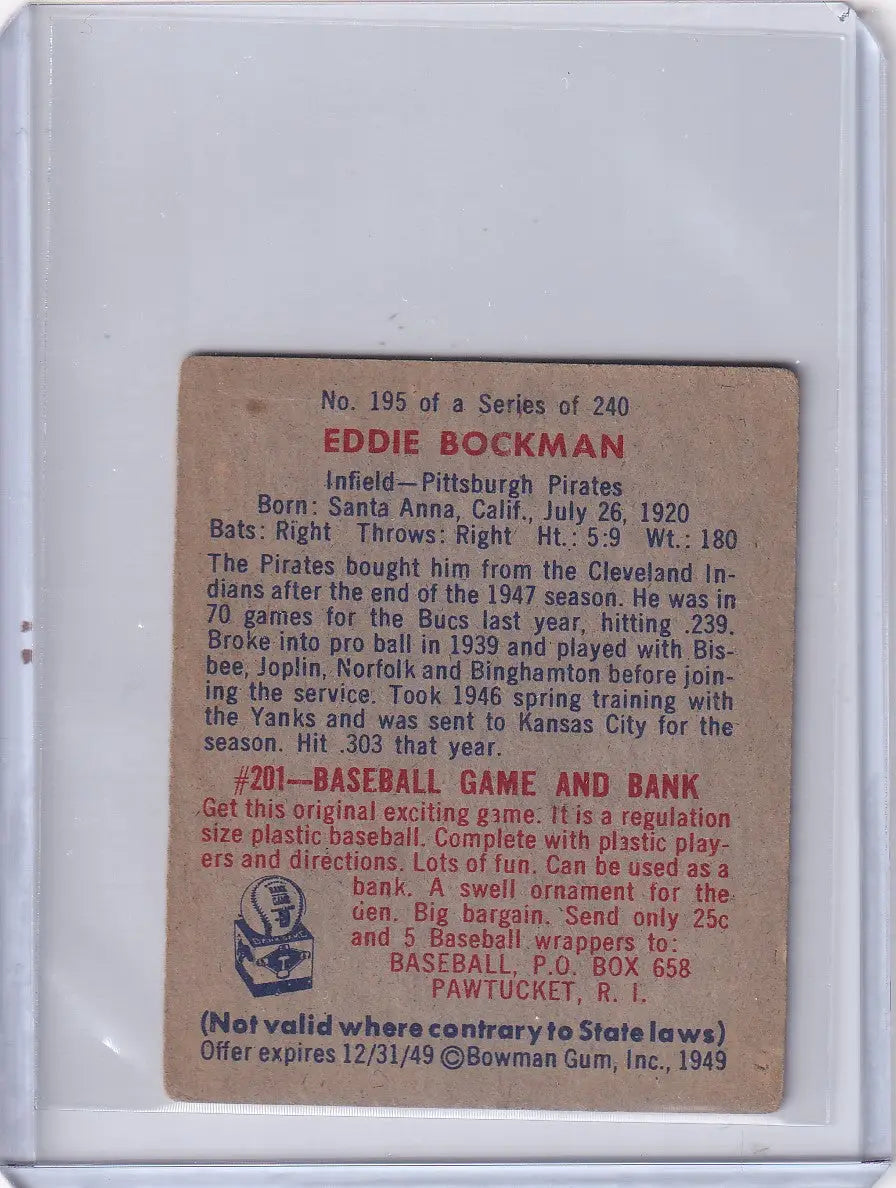 No. 195 of a Series of 240
EDDIE BOCKMAN
Infield—Pittsburgh Pirates
Born: Santa Anna, Calif., July 26, 1920
Bats: Right Throws: Right Ht.: 5:9 Wt.: 180
The Pirates bought him from the Cleveland In-
dians after the end of the 1947 season. He was in
70 games for the Bucs last year, hitting .239.
Broke into pro ball in 1939 and played with Bis-
bee, Joplin, Norfolk and Binghamton before join-
ing the service. Took 1946 spring training with
the Yanks and was sent to Kansas City for the
season. Hit .303 that year.
#201—BASEBALL GAME AND BANK
Get this original exciting game. It is a regulation
size plastic baseball. Complete with plastic play-
ers and directions. Lots of fun. Can be used as a
bank. A swell ornament for the
den. Big bargain. Send only 25c
and 5 Baseball wrappers to:
BASEBALL, P.O. BOX 658
PAWTUCKET, R. I.
BANK GAME
(Not valid where contrary to State laws)
Offer expires 12/31/49 ©Bowman Gum, Inc., 1949